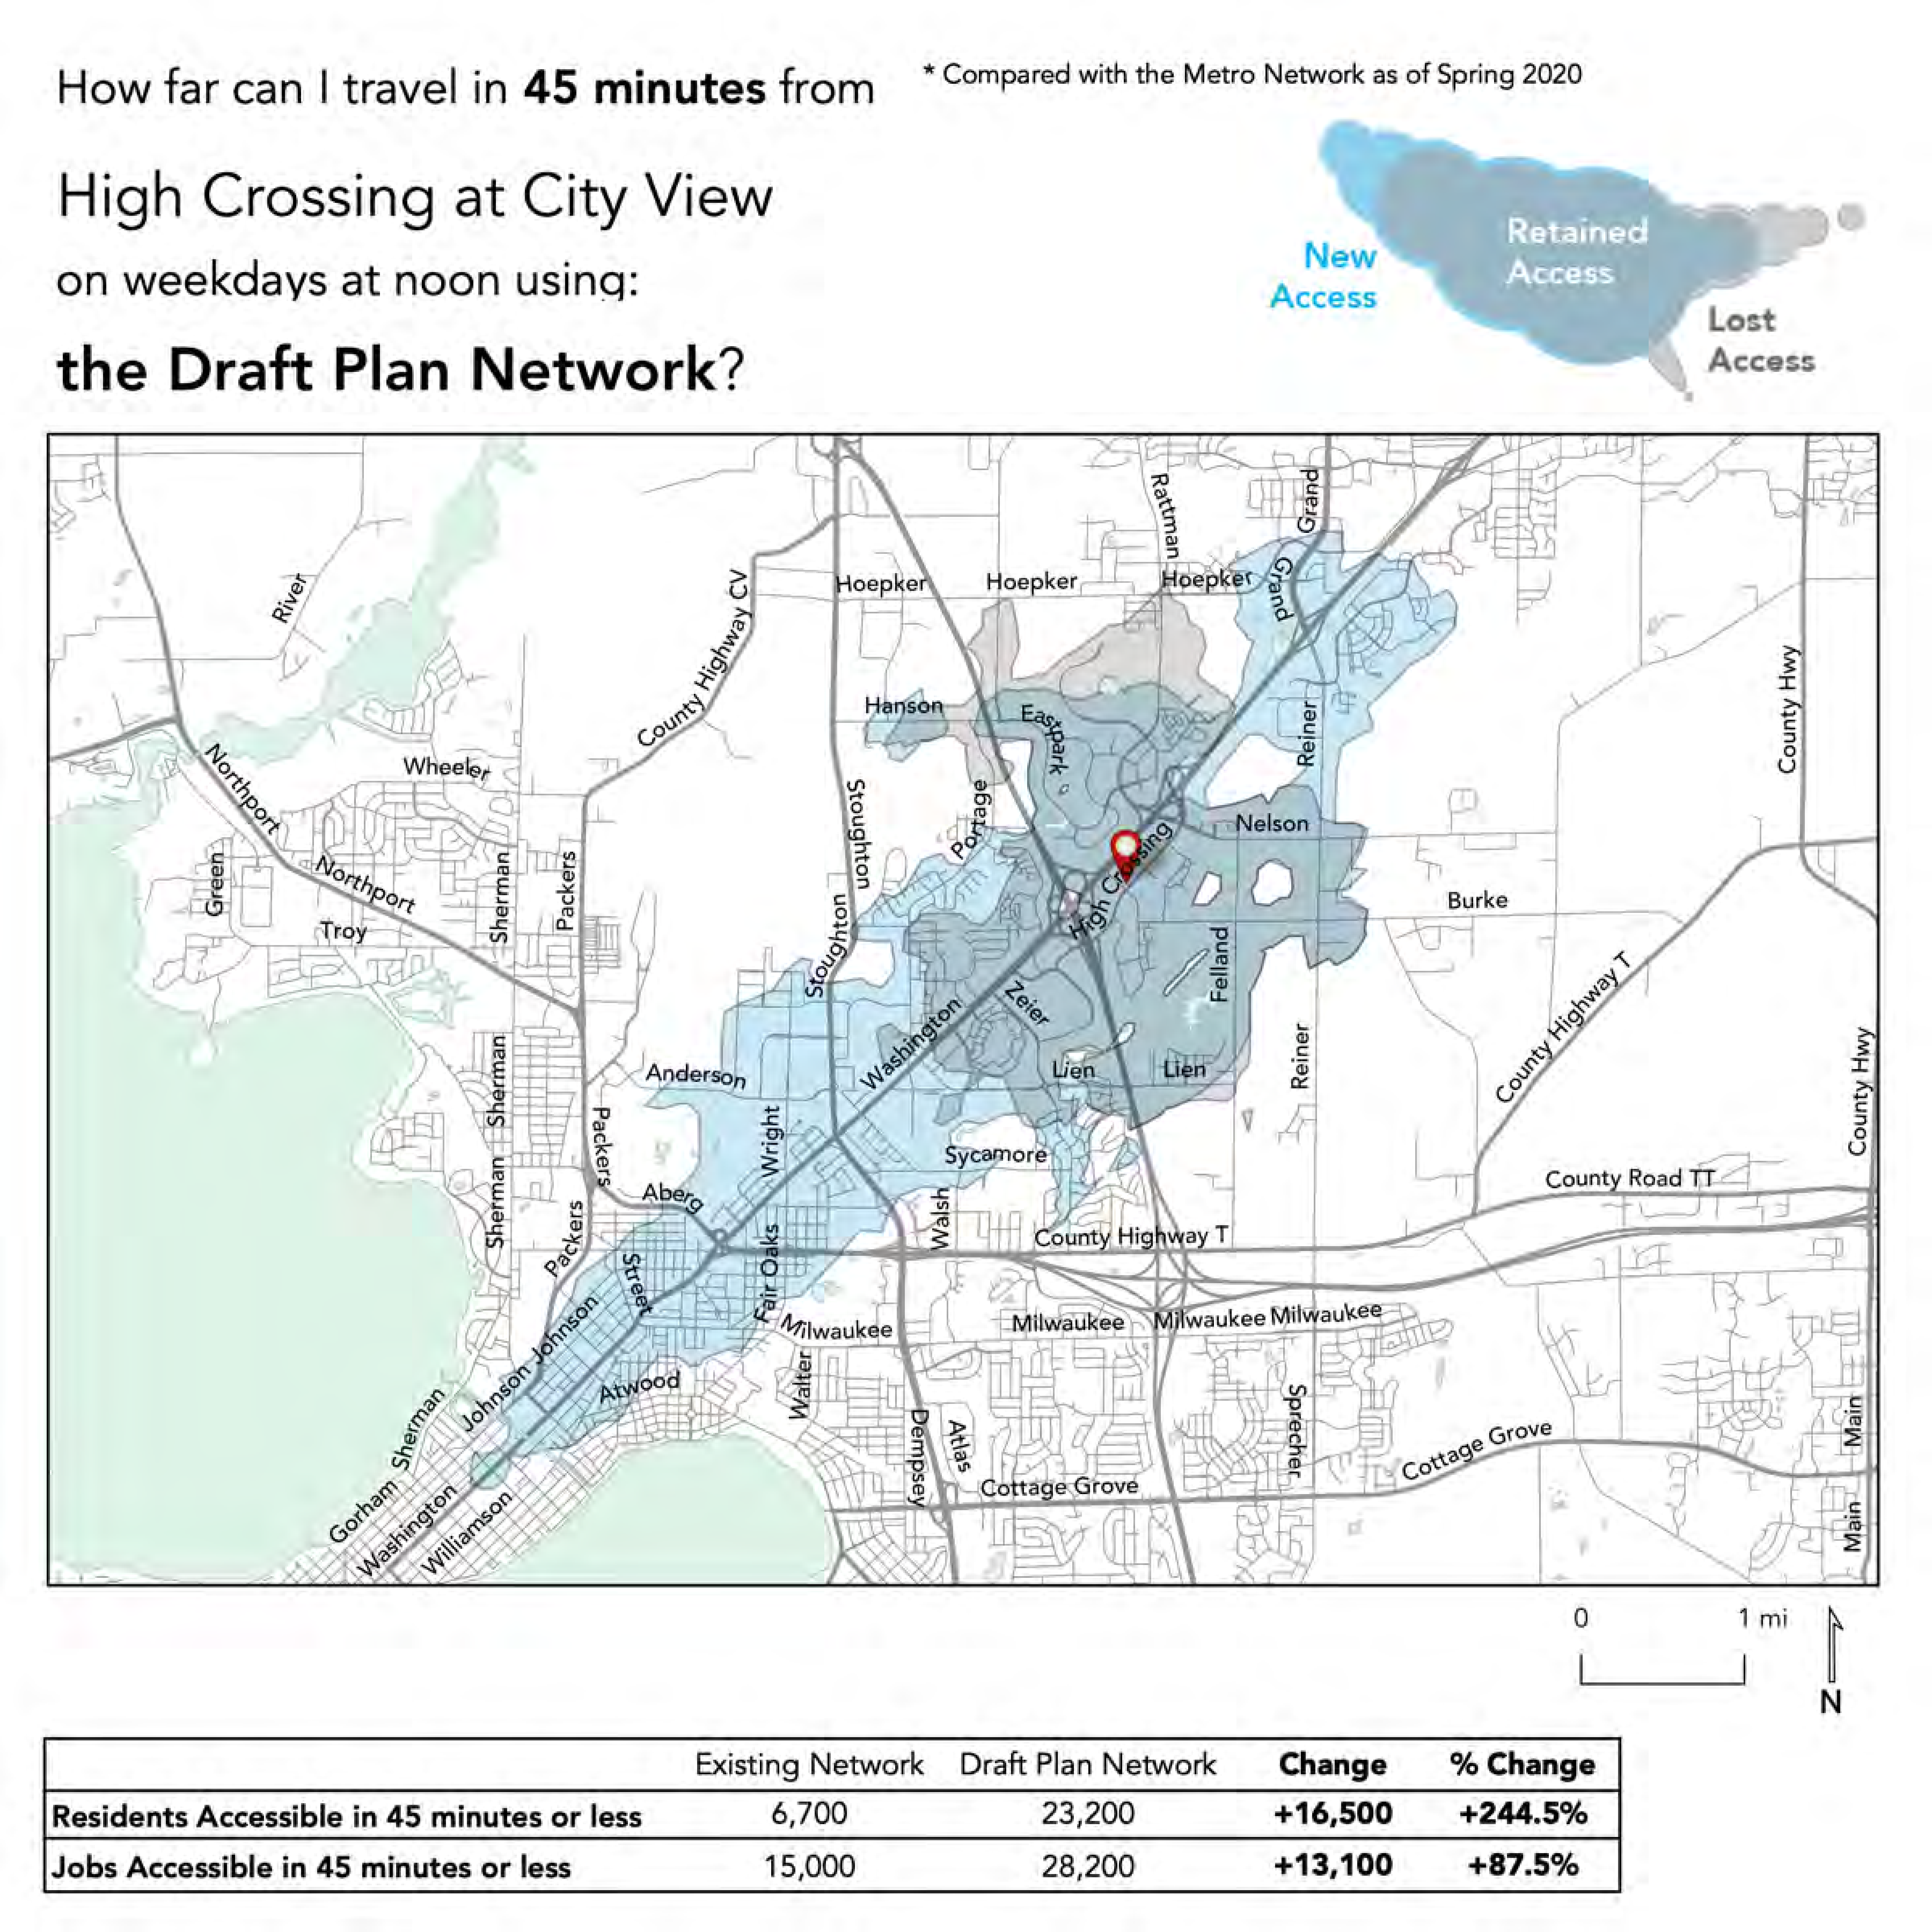 How far can I travel in 45 minutes from
* Compared with the Metro Network as of Spring 2020
High Crossing at City View
on weekdays at noon using:
the Draft Plan Network?
New
Access
Retained
Access
Lost
Access
Rattman
Grand
Hoepker
Hoepker
Hoepker
Grand
River
County Highway CV
Hanson
Eastpark
Reiner
County Hwy
Northport
Wheeler
Stoughton
Portage
Nelson
High Crossing
Green
Northport
Sherman
Packers
Troy
Burke
Stoughton
Felland
Zeier
Washington
County Highway T
Sherman
Anderson
Lien
Lien
Reiner
County Hwy
Packers
Wright
Sycamore
Sherman
Aberg
Walsh
County Road TT
Packers
Street
Fair Oaks
County Highway T
Johnson
Milwaukee
Milwaukee
Milwaukee
Milwaukee
Johnson
Atwood
Walter
Sherman
Dempsey
Atlas
Sprecher
Cottage Grove
Main
Gorham
Cottage Grove
Washington
Williamson
Main
0 1 mi
N
Existing Network Draft Plan Network Change % Change
Residents Accessible in 45 minutes or less 6,700 23,200 +16,500 +244.5%
Jobs Accessible in 45 minutes or less 15,000 28,200 +13,100 +87.5%